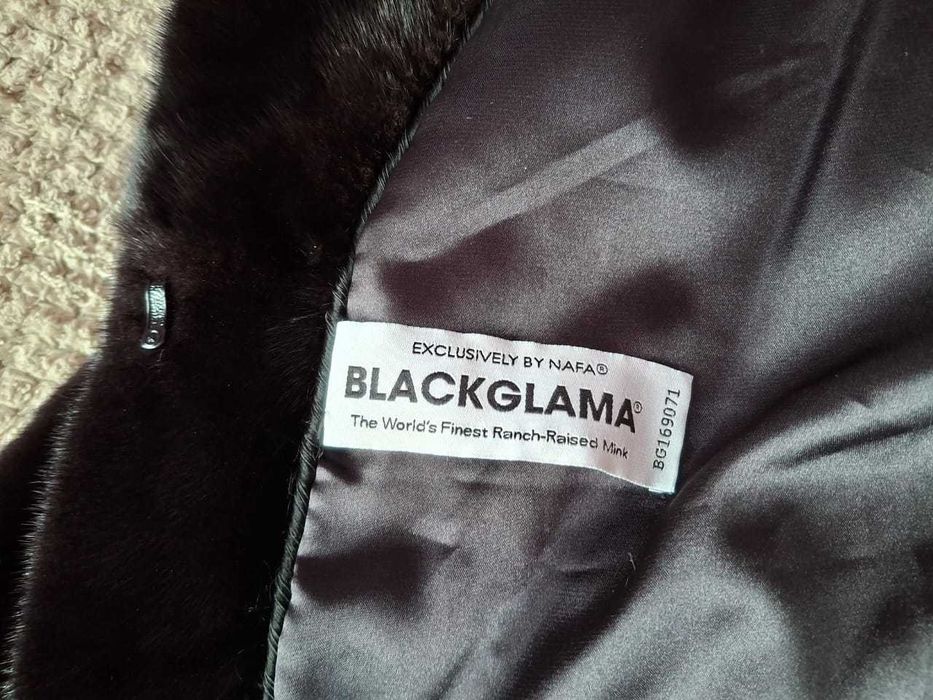 EXCLUSIVELY BY NAFA®
BLACKGLAMA®
The World's Finest Ranch-Raised Mink
BG169071